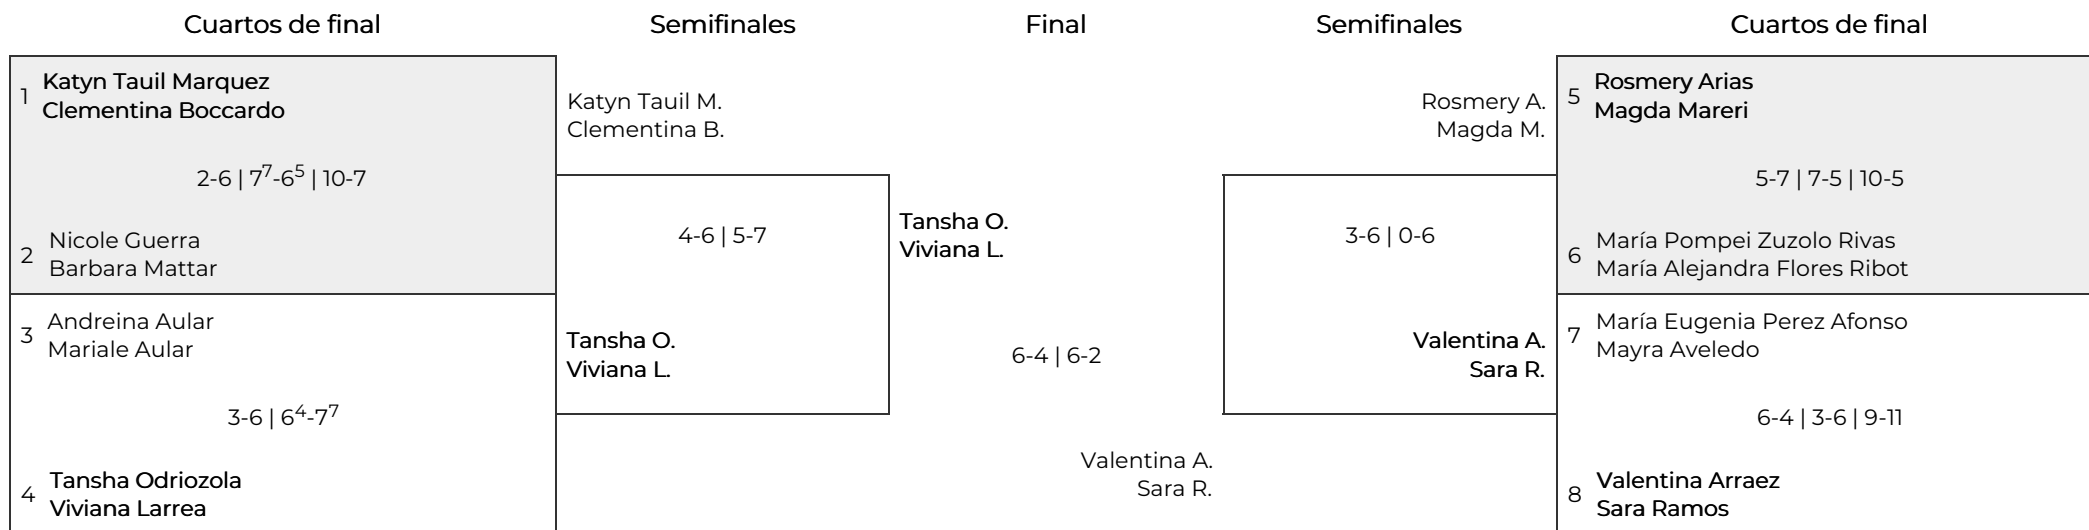 Cuartos de final
Semifinales
Final
Semifinales
Cuartos de final
1
Katyn Tauil Marquez
Clementina Boccardo
2-6 | 7⁷-6⁵ | 10-7
2
Nicole Guerra
Barbara Mattar
3
Andreina Aular
Mariale Aular
3-6 | 6⁴-7⁷
4
Tansha Odriozola
Viviana Larrea
Katyn Tauil M.
Clementina B.
4-6 | 5-7
Tansha O.
Viviana L.
Tansha O.
Viviana L.
6-4 | 6-2
Valentina A.
Sara R.
Rosmery A.
Magda M.
3-6 | 0-6
Valentina A.
Sara R.
5
Rosmery Arias
Magda Mareri
5-7 | 7-5 | 10-5
6
María Pompei Zuzolo Rivas
María Alejandra Flores Ribot
7
María Eugenia Perez Afonso
Mayra Aveledo
6-4 | 3-6 | 9-11
8
Valentina Arraez
Sara Ramos